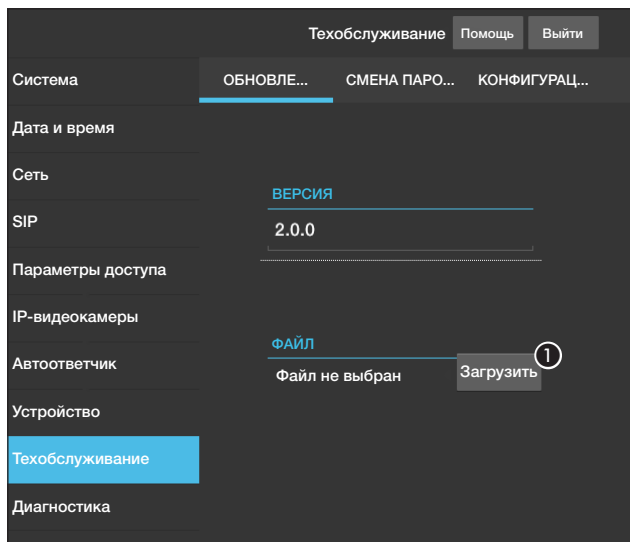 Техобслуживание Помощь Выйти
Система ОБНОВЛЕ... СМЕНА ПАРО... КОНФИГУРАЦ...
Дата и время
Сеть
ВЕРСИЯ
SIP
2.0.0
Параметры доступа
IP-видеокамеры
ФАЙЛ
1
Автоответчик
Файл не выбран Загрузить
Устройство
Техобслуживание
Диагностика